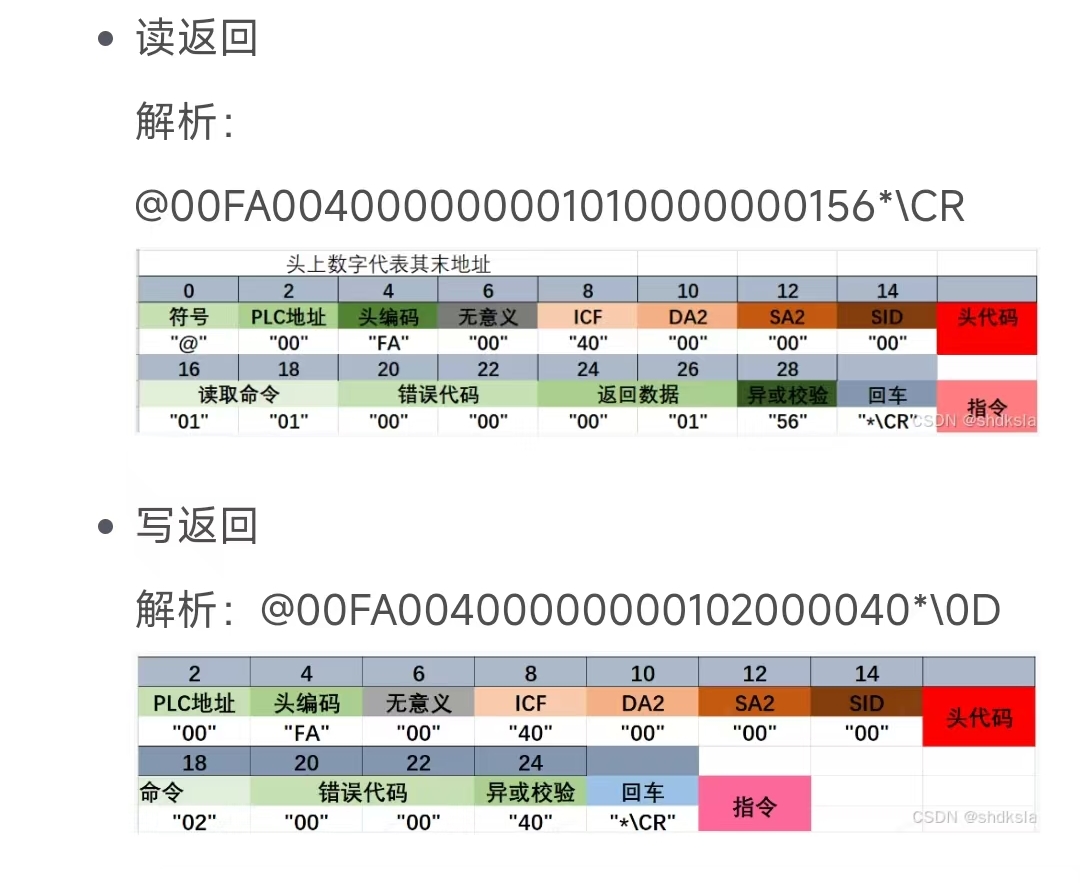 读返回
解析：
@00FA00400000000001010000000156*\CR
头上数字代表其末地址
0 2 4 6 8 10 12 14
符号 PLC地址 头编码 无意义 ICF DA2 SA2 SID 头代码
"@" "00" "FA" "00" "40" "00" "00" "00"
16 18 20 22 24 26 28
读取命令 错误代码 返回数据 异或校验 回车 指令
"01" "01" "00" "00" "00" "01" "56" "*\CR"
CSDN @shdksla
写返回
解析：@00FA004000000000102000040*\0D
2 4 6 8 10 12 14
PLC地址 头编码 无意义 ICF DA2 SA2 SID 头代码
"00" "FA" "00" "40" "00" "00" "00"
18 20 22 24
命令 错误代码 异或校验 回车 指令
"02" "00" "00" "40" "*\CR"
CSDN @shdksla